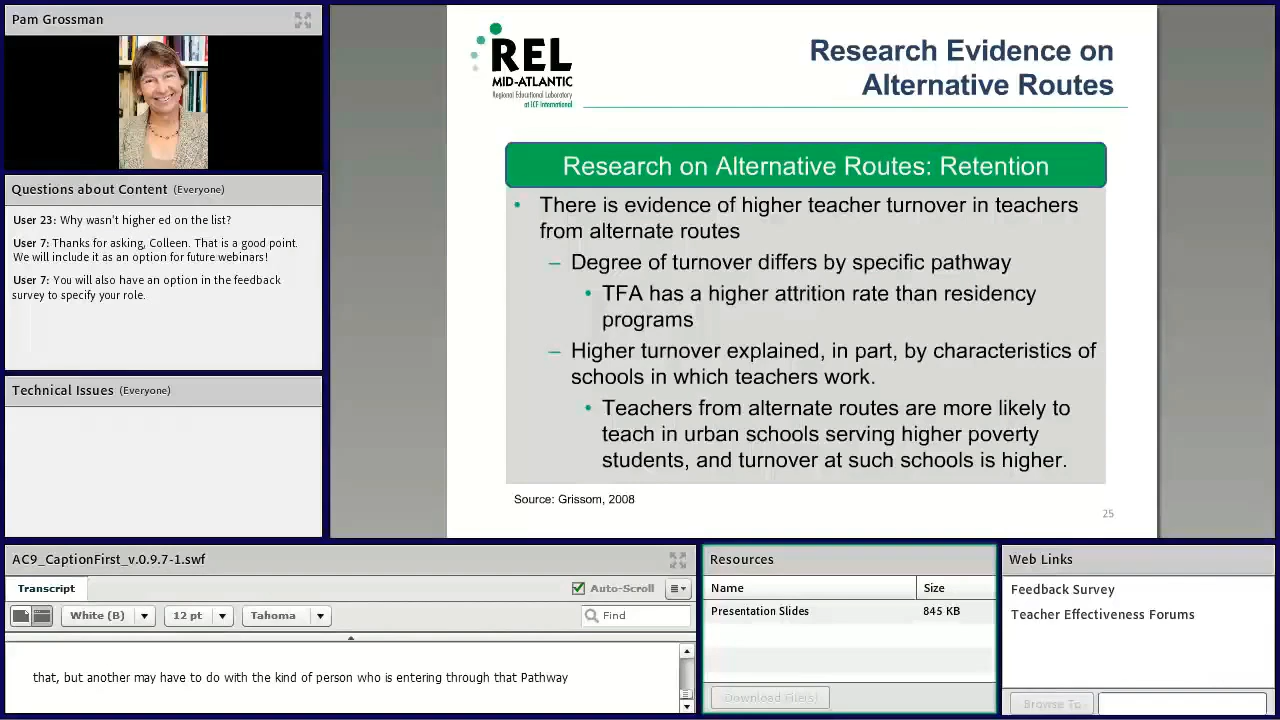 Pam Grossman
Questions about Content (Everyone)
User 23: Why wasn't higher ed on the list?
User 7: Thanks for asking, Colleen. That is a good point.
We will include it as an option for future webinars!
User 7: You will also have an option in the feedback
survey to specify your role.
Technical Issues (Everyone)
REL
MID-ATLANTIC
Regional Educational Laboratory
at ICF International
Research Evidence on
Alternative Routes
Research on Alternative Routes: Retention
• There is evidence of higher teacher turnover in teachers
from alternate routes
– Degree of turnover differs by specific pathway
• TFA has a higher attrition rate than residency
programs
– Higher turnover explained, in part, by characteristics of
schools in which teachers work.
• Teachers from alternate routes are more likely to
teach in urban schools serving higher poverty
students, and turnover at such schools is higher.
Source: Grissom, 2008
25
AC9_CaptionFirst_v.0.9.7-1.swf
Transcript
Auto-Scroll
White (B)
12 pt
Tahoma
Find
that, but another may have to do with the kind of person who is entering through that Pathway
Resources
Name Size
Presentation Slides 845 KB
Download File(s)
Web Links
Feedback Survey
Teacher Effectiveness Forums
Browse To